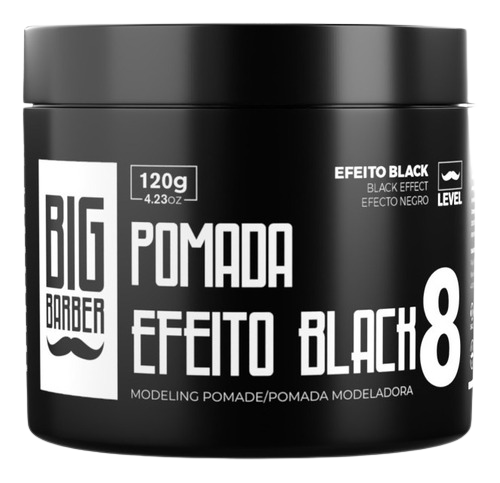 BIG
BARBER
120g
4.23OZ
EFEITO BLACK
BLACK EFFECT
EFECTO NEGRO
LEVEL
8
POMADA
EFEITO BLACK
MODELING POMADE/POMADA MODELADORA